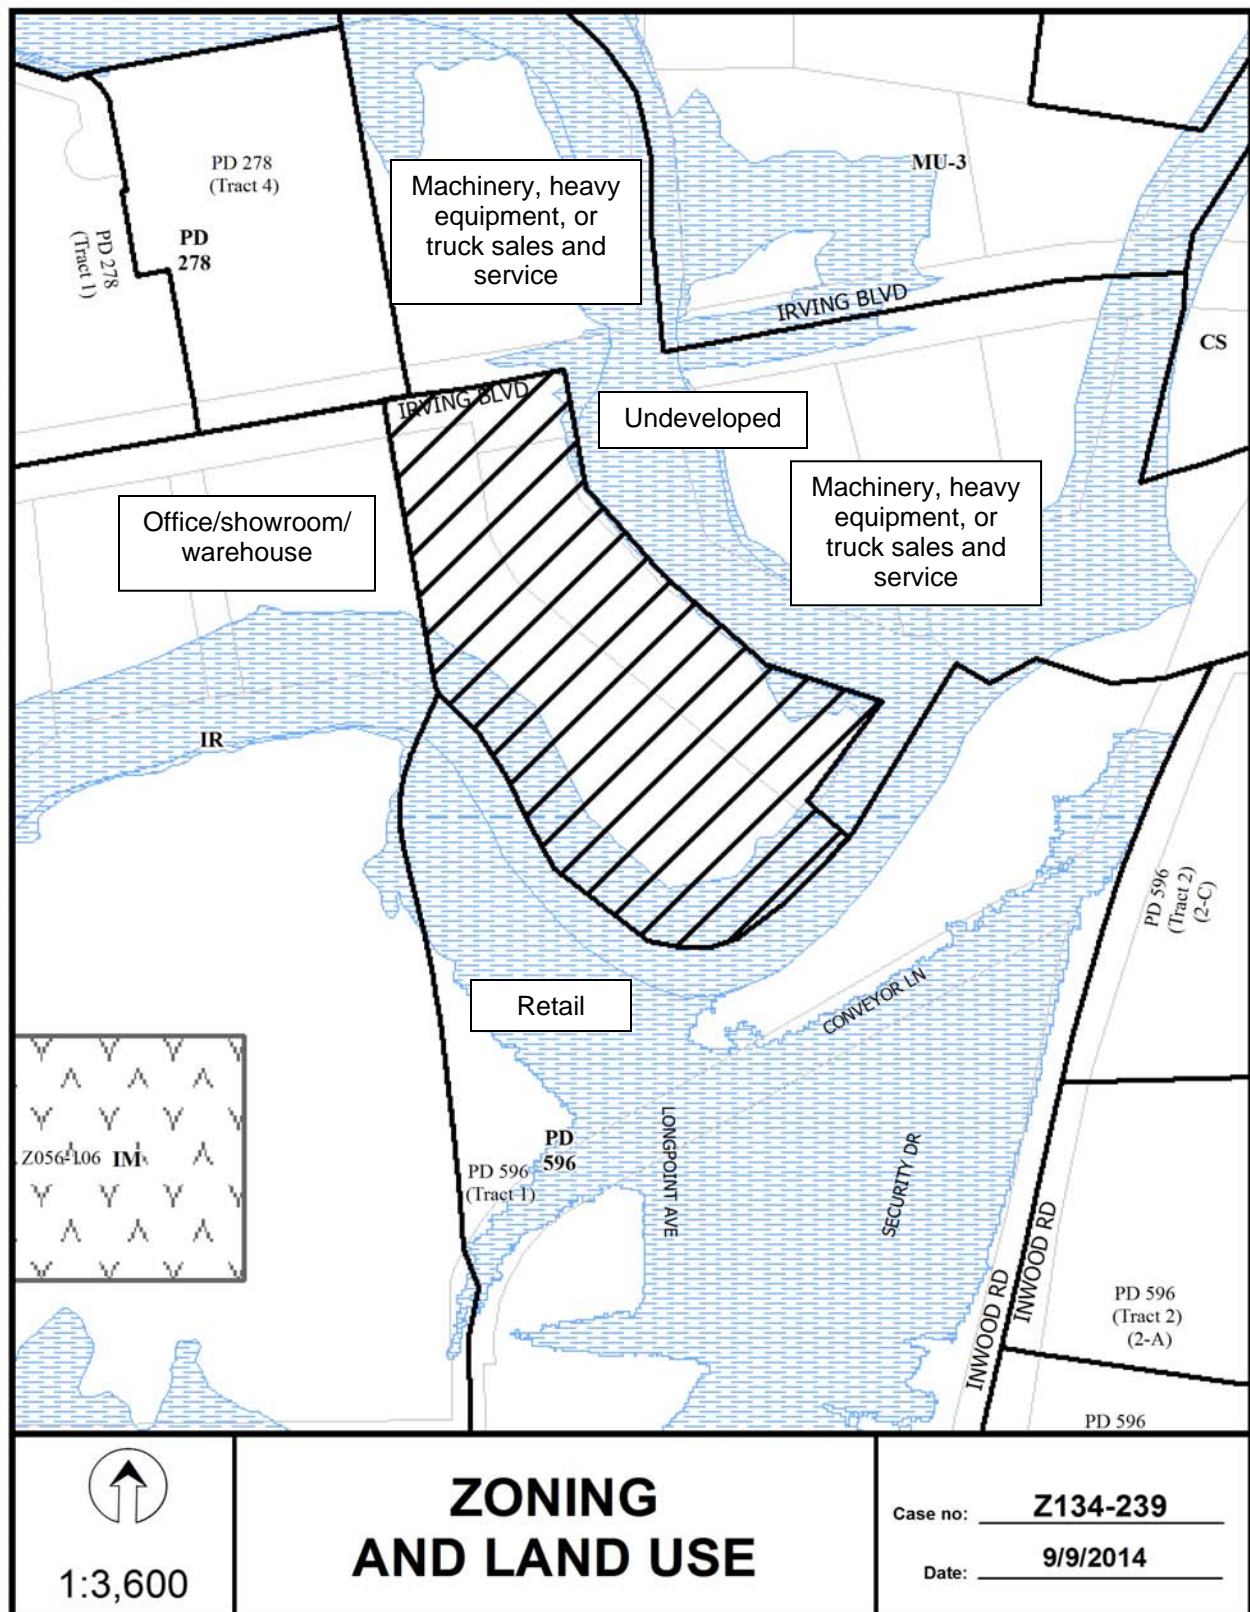 PD 278
(Tract 4)
PD
278
PD 278
(Tract 1)
Machinery, heavy
equipment, or
truck sales and
service
MU-3
IRVING BLVD
CS
IRVING BLVD
Undeveloped
Machinery, heavy
equipment, or
truck sales and
service
Office/showroom/
warehouse
IR
PD 596
(Tract 2)
(2-C)
Retail
CONVEYOR LN
LONGPOINT AVE
SECURITY DR
Z056-106
IM
PD
596
PD 596
(Tract 1)
INWOOD RD
INWOOD RD
PD 596
(Tract 2)
(2-A)
PD 596
1:3,600
ZONING
AND LAND USE
Case no: Z134-239
Date: 9/9/2014